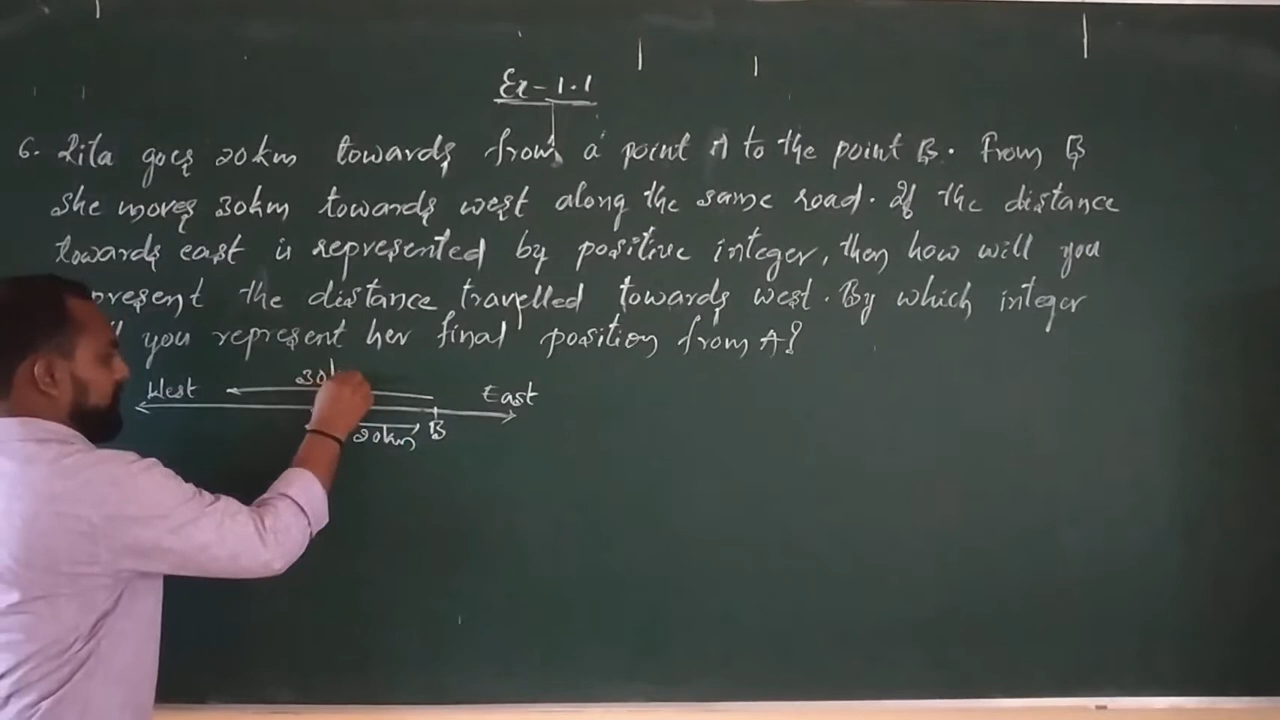 Ex-1.1
6. Rita goes 20km towards from a point A to the point B. From B
she moves 30km towards west along the same road. If the distance
towards east is represented by positive integer, then how will you
present the distance travelled towards west. By which integer
you represent her final position from A?
30
West East
20km B